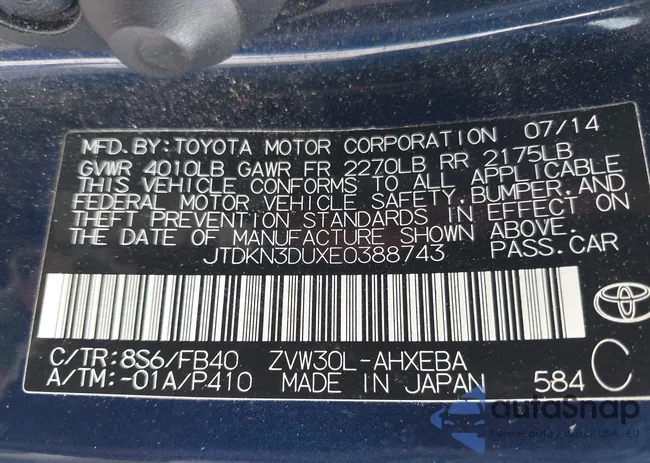 MFD.BY:TOYOTA MOTOR CORPORATION 07/14
GVWR 4010LB GAWR FR 2270LB RR 2175LB
THIS VEHICLE CONFORMS TO ALL APPLICABLE
FEDERAL MOTOR VEHICLE SAFETY,BUMPER,AND
THEFT PREVENTION STANDARDS IN EFFECT ON
THE DATE OF MANUFACTURE SHOWN ABOVE.
JTDKN3DUXE0388743 PASS.CAR
C/TR:8S6/FB40 ZVW30L-AHXEBA
A/TM:-01A/P410 MADE IN JAPAN 584 C
autoSnap